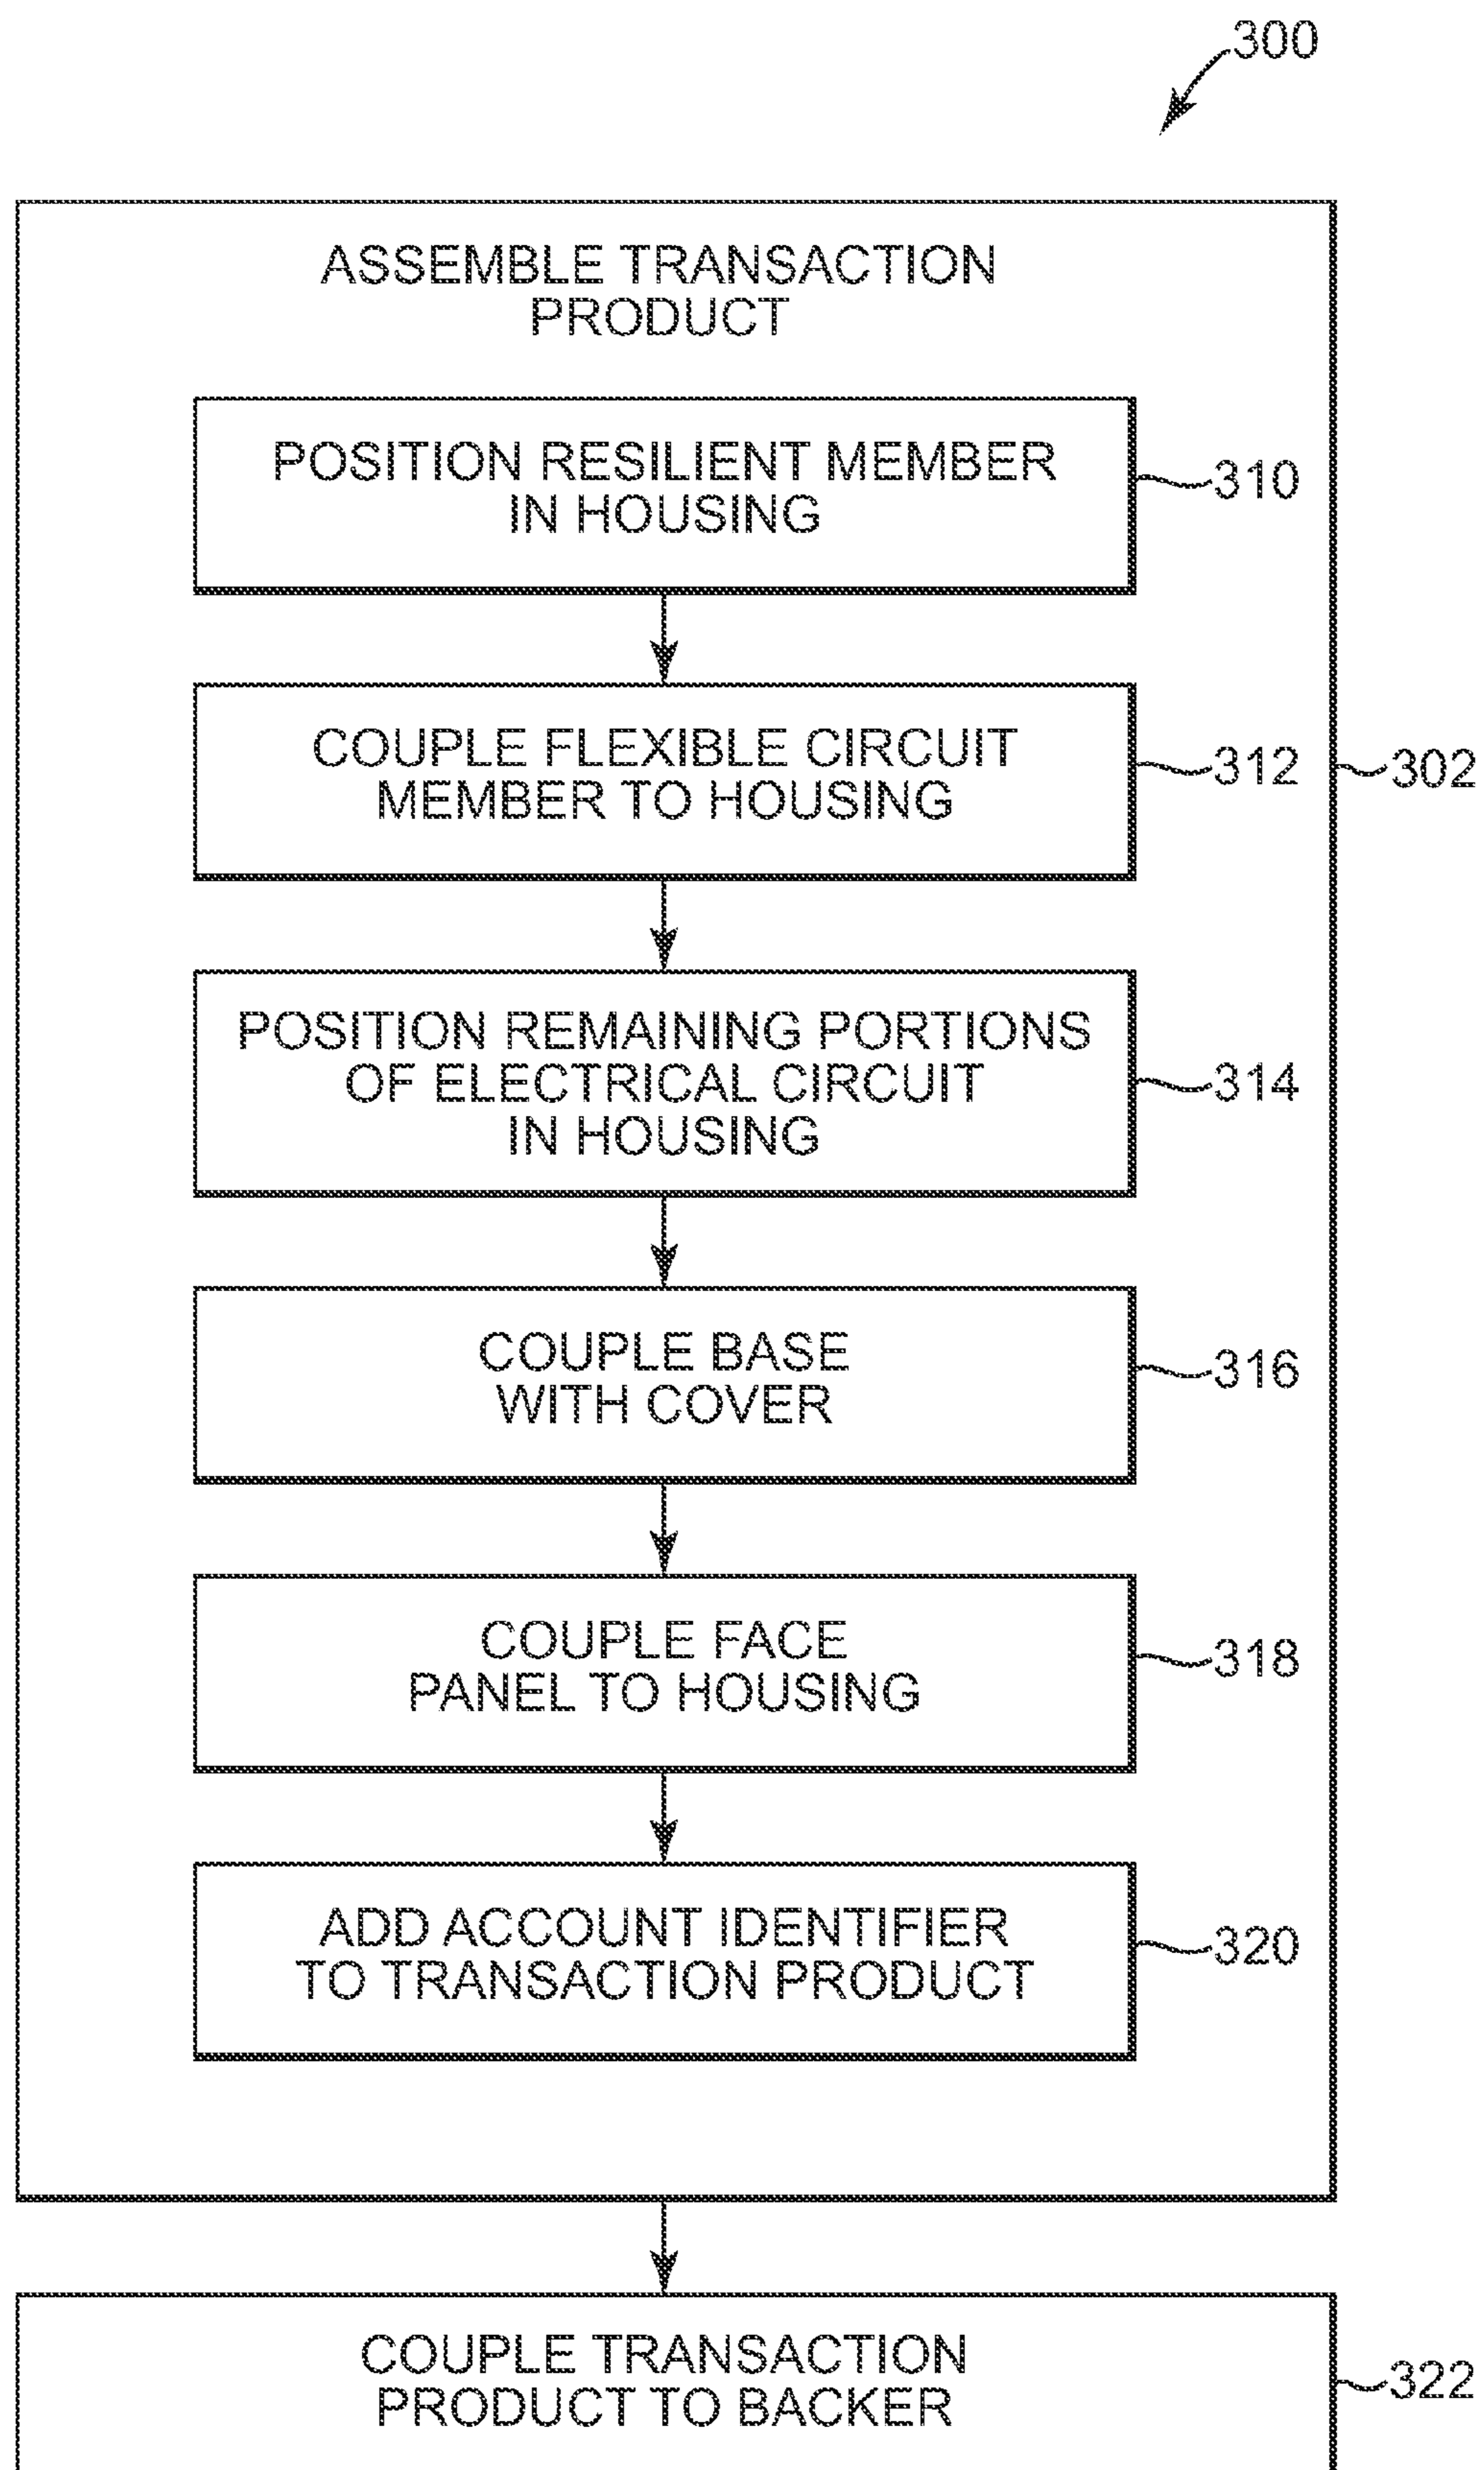 300
ASSEMBLE TRANSACTION
PRODUCT
POSITION RESILIENT MEMBER
IN HOUSING
310
COUPLE FLEXIBLE CIRCUIT
MEMBER TO HOUSING
312
302
POSITION REMAINING PORTIONS
OF ELECTRICAL CIRCUIT
IN HOUSING
314
COUPLE BASE
WITH COVER
316
COUPLE FACE
PANEL TO HOUSING
318
ADD ACCOUNT IDENTIFIER
TO TRANSACTION PRODUCT
320
COUPLE TRANSACTION
PRODUCT TO BACKER
322